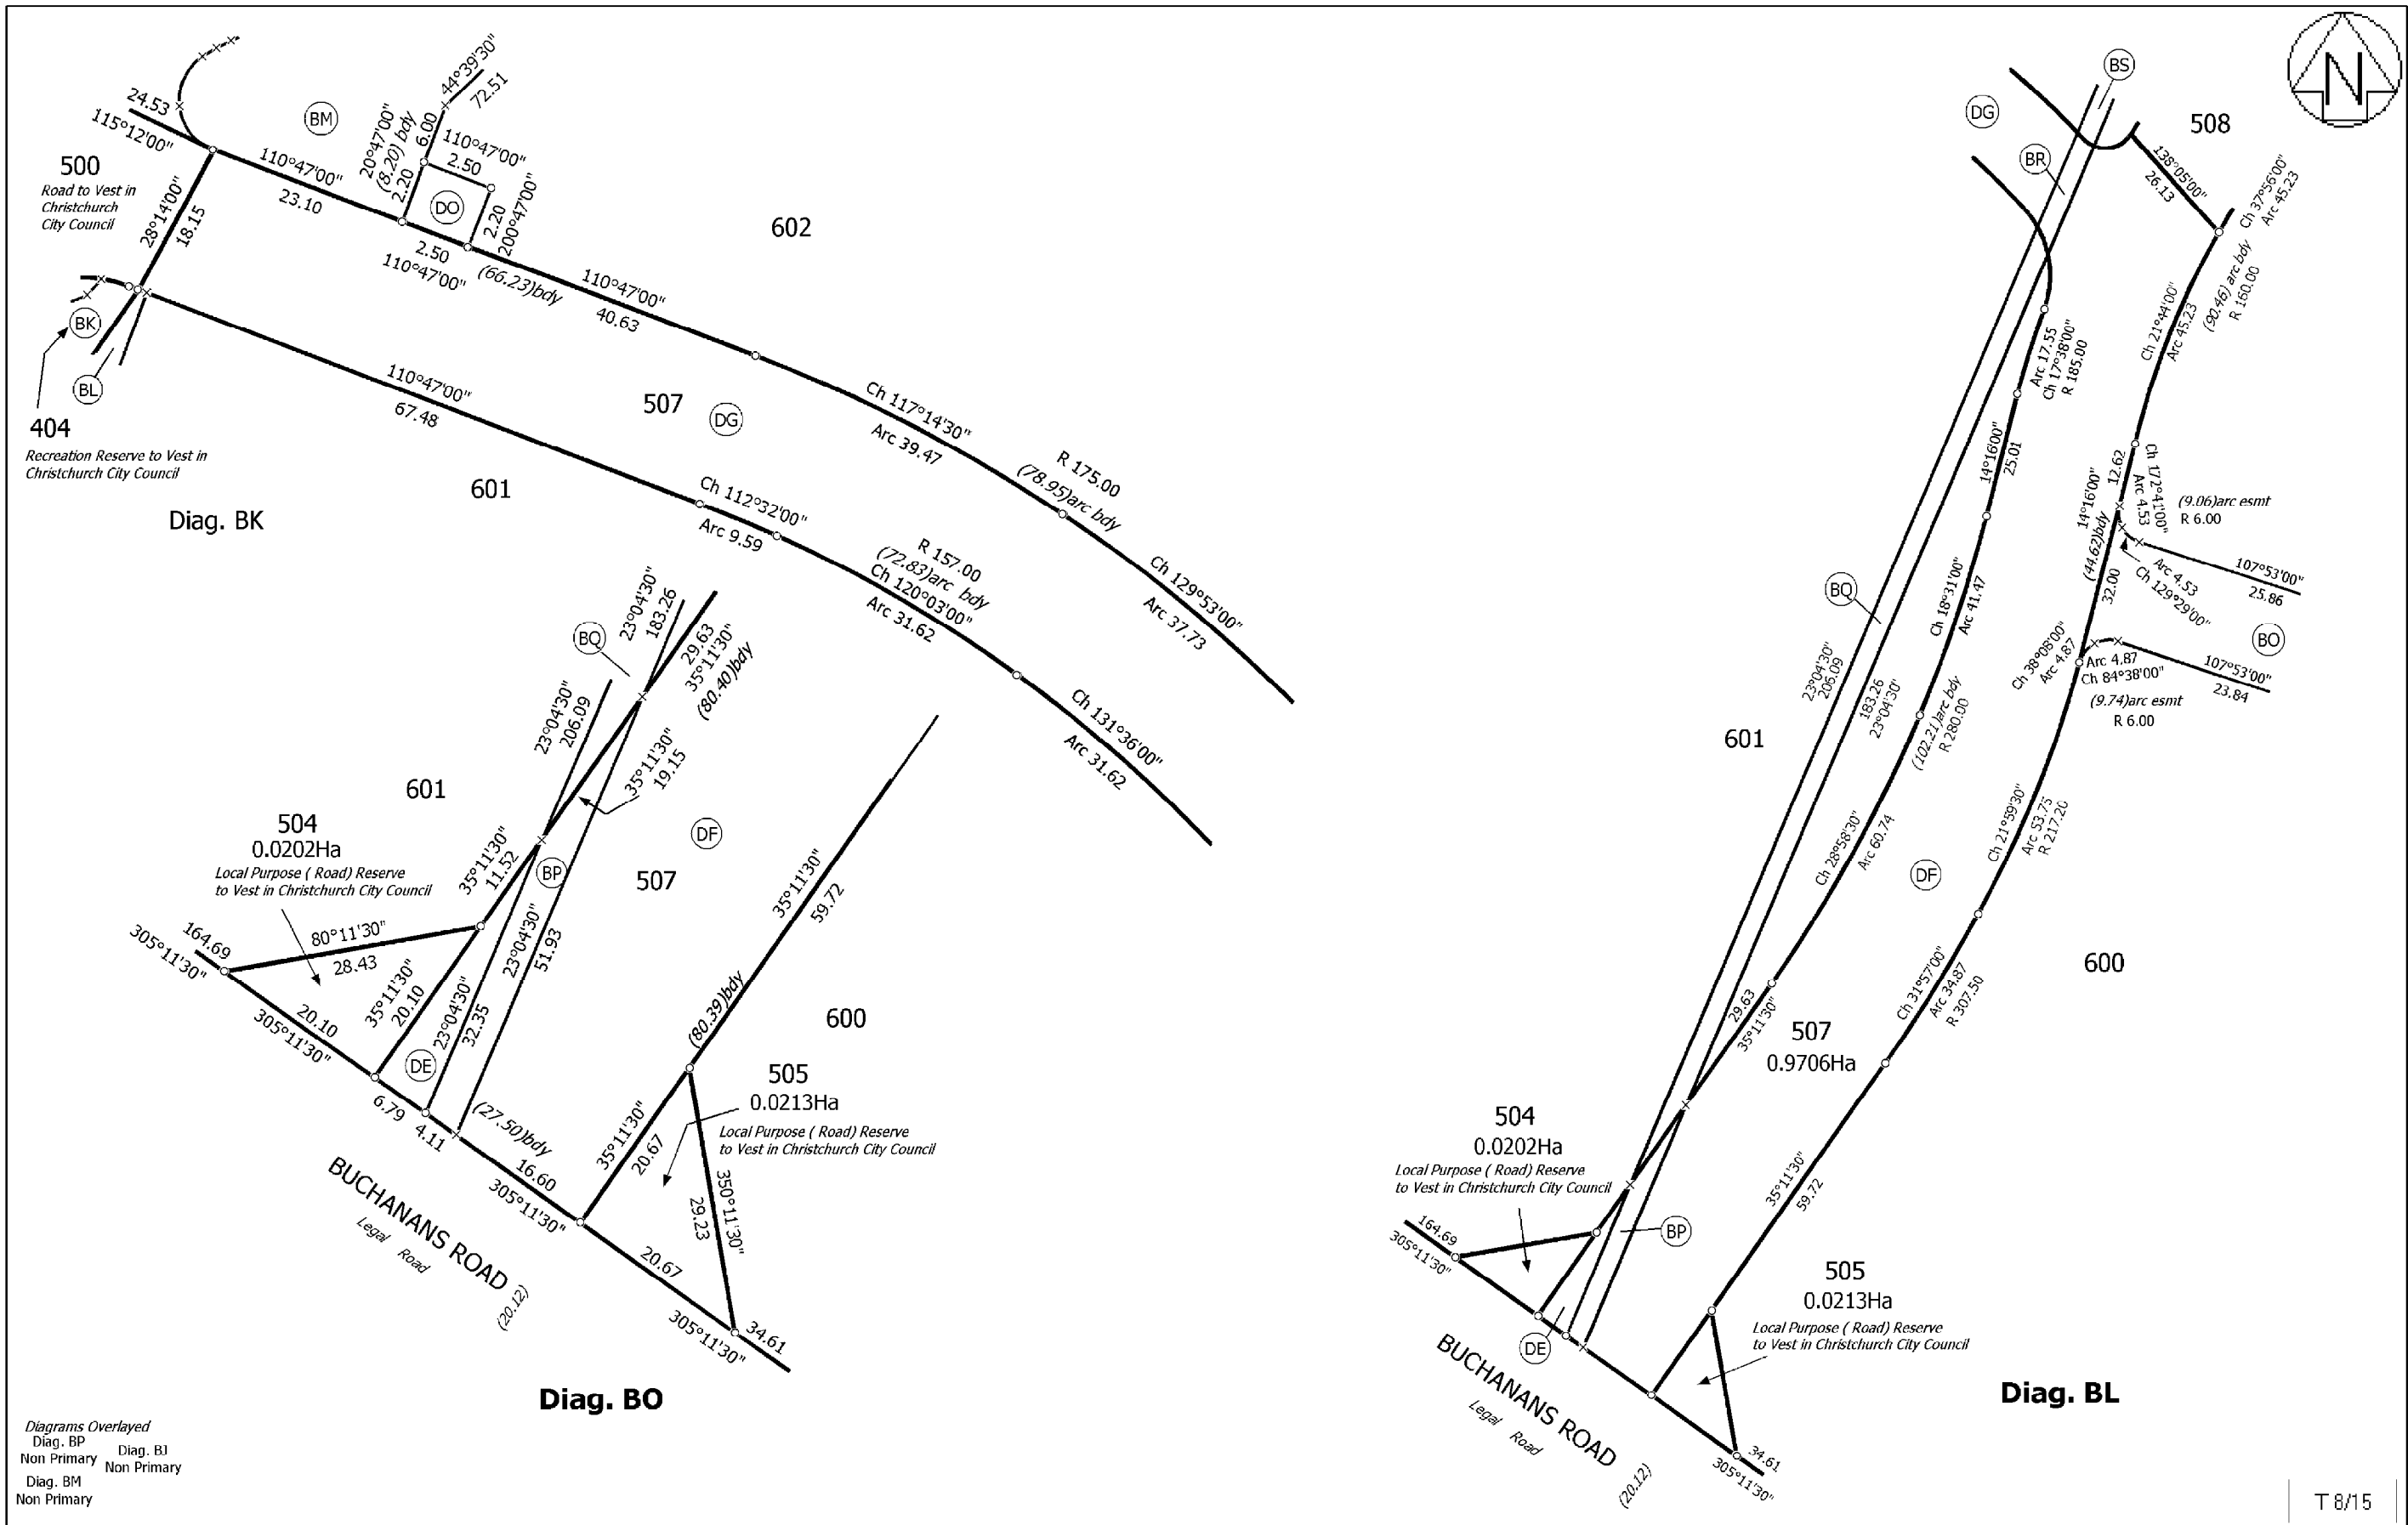 24.53
115°12'00"
BM
500
Road to Vest in
Christchurch
City Council
28°14'00"
18.15
110°47'00"
23.10
20°47'00"
(8.20) bdy
2.20
6.00
44°39'30"
72.51
110°47'00"
2.50
DO
2.20
200°47'00"
2.50
110°47'00"
(66.23)bdy
602
110°47'00"
40.63
BK
BL
404
Recreation Reserve to Vest in
Christchurch City Council
110°47'00"
67.48
507
DG
601
Diag. BK
Ch 117°14'30"
Arc 39.47
R 175.00
(78.95)arc bdy
Ch 112°32'00"
Arc 9.59
R 157.00
(72.83)arc bdy
Ch 120°03'00"
Arc 31.62
Ch 129°53'00"
Arc 37.73
Ch 131°36'00"
Arc 31.62
BQ
23°04'30"
183.26
29.63
35°11'30"
(80.40)bdy
23°04'30"
206.09
35°11'30"
19.15
601
504
0.0202Ha
Local Purpose ( Road) Reserve
to Vest in Christchurch City Council
35°11'30"
11.52
BP
DF
507
35°11'30"
59.72
164.69
305°11'30"
80°11'30"
28.43
35°11'30"
20.10
23°04'30"
51.93
23°04'30"
32.35
20.10
305°11'30"
DE
(80.39)bdy
600
505
0.0213Ha
Local Purpose ( Road) Reserve
to Vest in Christchurch City Council
6.79
4.11
(27.50)bdy
16.60
305°11'30"
35°11'30"
20.67
350°11'30"
29.23
BUCHANANS ROAD
Legal Road
(20.12)
20.67
305°11'30"
34.61
Diag. BO
Diagrams Overlayed
Diag. BP
Non Primary
Diag. BJ
Non Primary
Diag. BM
Non Primary
N
BS
DG
508
BR
138°05'00"
26.13
Ch 37°56'00"
Arc 45.23
(90.46) arc bdy
R 160.00
Ch 21°44'00"
Arc 45.23
Arc 17.55
Ch 17°38'00"
R 185.00
14°16'00"
25.01
12.62
Ch 172°41'00"
Arc 4.53
(9.06)arc esmt
R 6.00
14°16'00"
(44.62)bdy
32.00
107°53'00"
25.86
Arc 4.53
Ch 129°29'00"
BO
BQ
Ch 18°31'00"
Arc 41.47
Ch 38°08'00"
Arc 4.87
Arc 4.87
Ch 84°38'00"
107°53'00"
23.84
(9.74)arc esmt
R 6.00
23°04'30"
206.09
183.26
23°04'30"
601
(102.21)arc bdy
R 280.00
Ch 28°58'30"
Arc 60.74
Ch 21°59'30"
Arc 53.75
R 217.20
DF
600
Ch 31°57'00"
Arc 34.87
R 307.50
29.63
35°11'30"
507
0.9706Ha
504
0.0202Ha
Local Purpose ( Road) Reserve
to Vest in Christchurch City Council
35°11'30"
59.72
BP
164.69
305°11'30"
505
0.0213Ha
Local Purpose ( Road) Reserve
to Vest in Christchurch City Council
DE
BUCHANANS ROAD
Legal Road
(20.12)
34.61
305°11'30"
Diag. BL
T 8/15